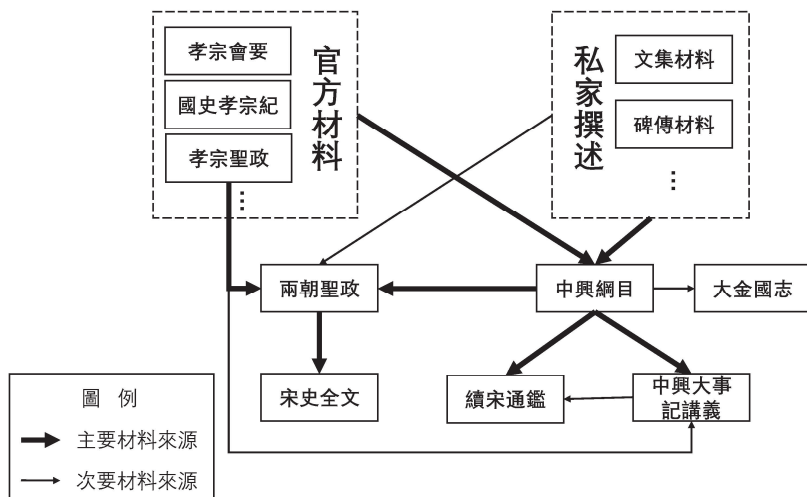 孝宗會要
國史孝宗紀
孝宗聖政
⋮
官方材料
私家撰述
文集材料
碑傳材料
⋮
兩朝聖政
中興綱目
大金國志
宋史全文
續宋通鑑
中興大事
記講義
圖 例
主要材料來源
次要材料來源